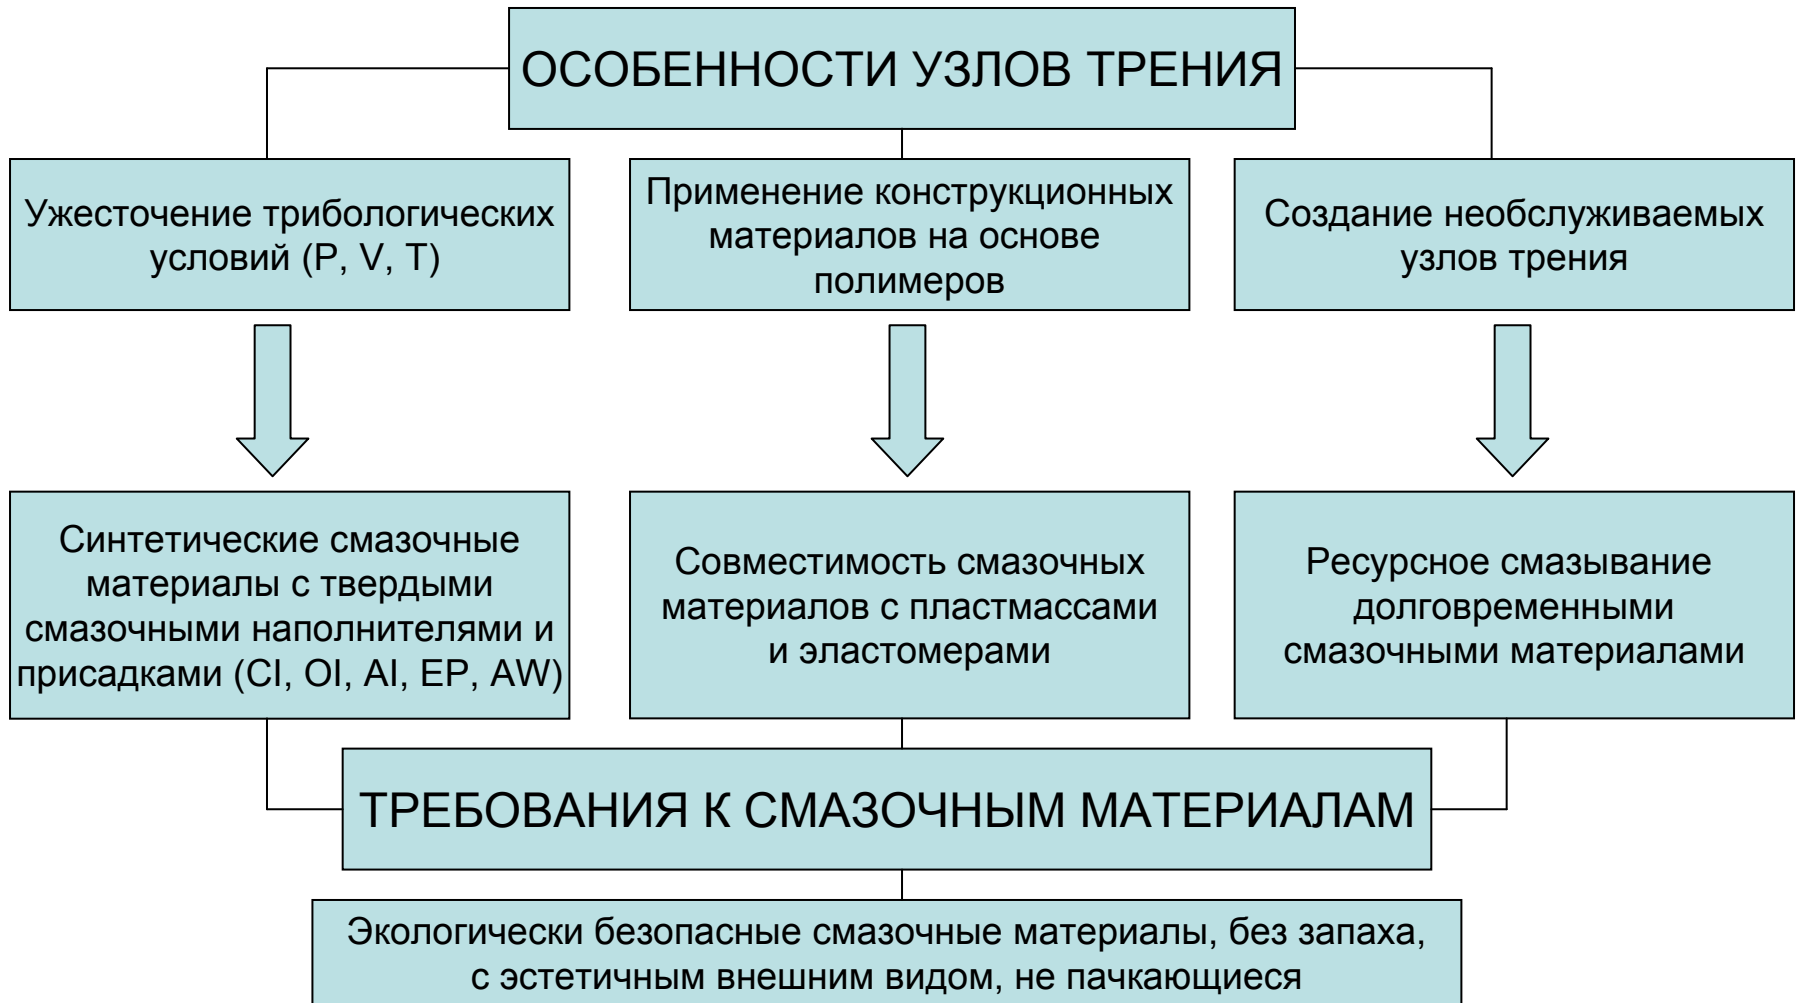 ОСОБЕННОСТИ УЗЛОВ ТРЕНИЯ
Ужесточение трибологических
условий (P, V, T)
Применение конструкционных
материалов на основе
полимеров
Создание необслуживаемых
узлов трения
Синтетические смазочные
материалы с твердыми
смазочными наполнителями и
присадками (CI, OI, AI, EP, AW)
Совместимость смазочных
материалов с пластмассами
и эластомерами
Ресурсное смазывание
долговременными
смазочными материалами
ТРЕБОВАНИЯ К СМАЗОЧНЫМ МАТЕРИАЛАМ
Экологически безопасные смазочные материалы, без запаха,
с эстетичным внешним видом, не пачкающиеся